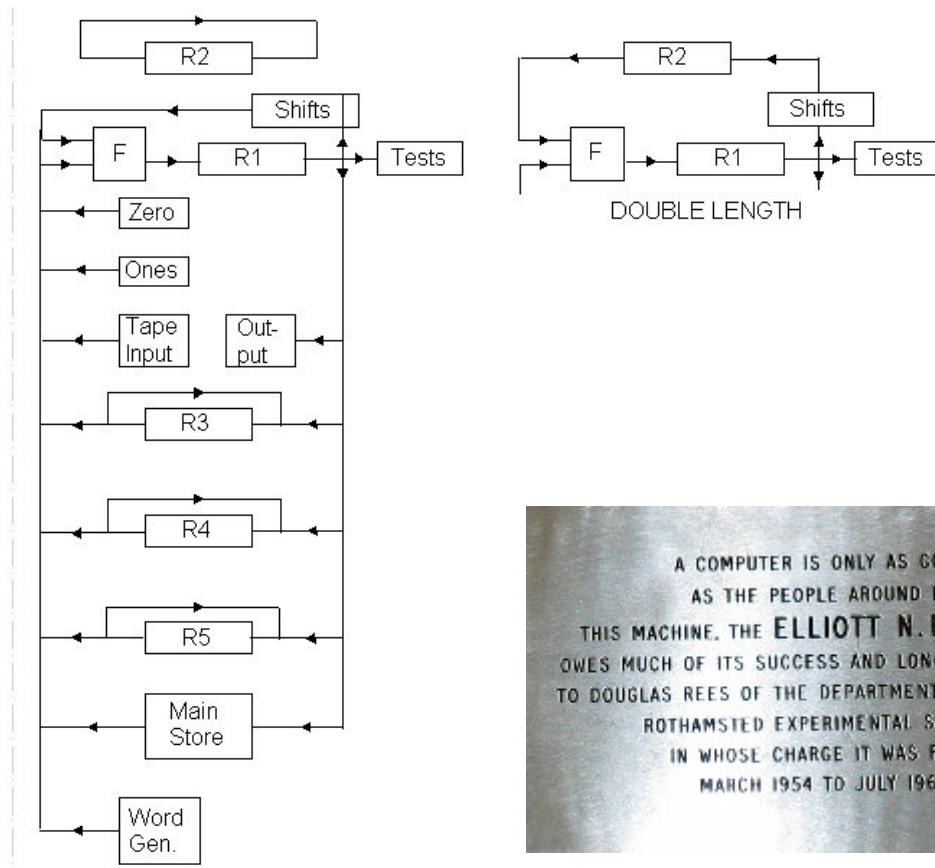 R2
Shifts
F
R1
Tests
Zero
Ones
Tape
Input
Out-
put
R3
R4
R5
Main
Store
Word
Gen.
R2
Shifts
F
R1
Tests
DOUBLE LENGTH
A COMPUTER IS ONLY AS
AS THE PEOPLE AROUND
THIS MACHINE, THE ELLIOTT N.
OWES MUCH OF ITS SUCCESS AND LON
TO DOUGLAS REES OF THE DEPARTMENT
ROTHAMSTED EXPERIMENTAL
IN WHOSE CHARGE IT WAS
MARCH 1954 TO JULY 196